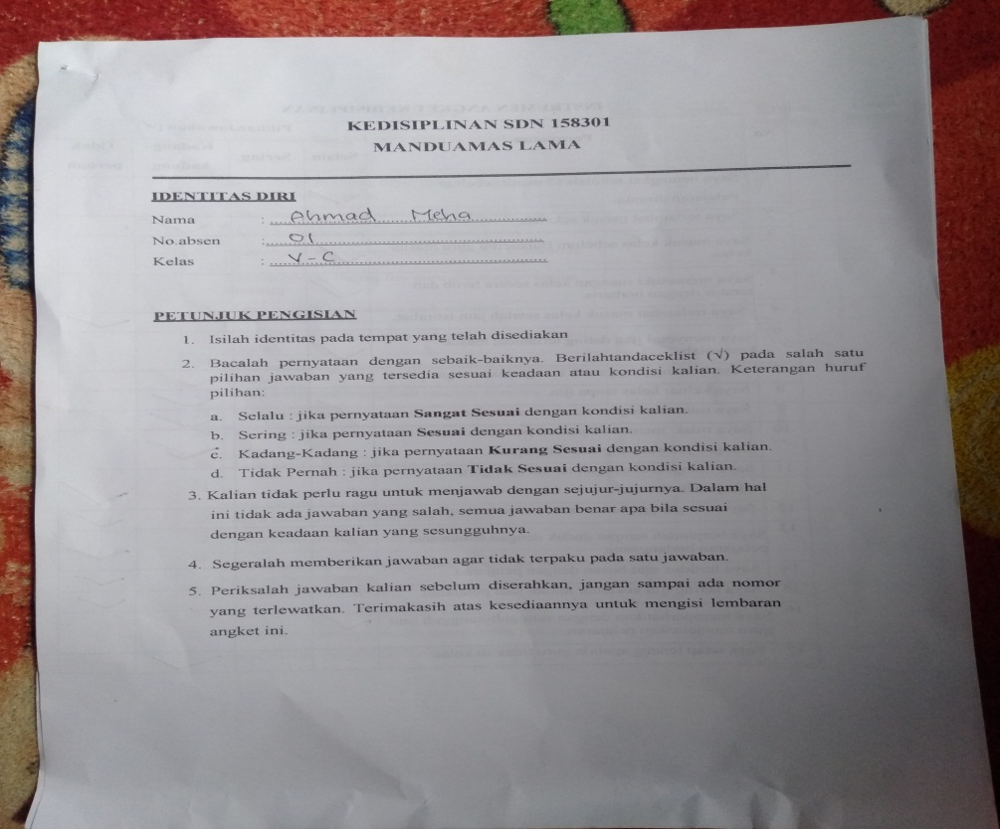 KEDISIPLINAN SDN 158301
MANDUAMAS LAMA
IDENTITAS DIRI
Nama : Ahmad Meha
No.absen : 01
Kelas : V - C
PETUNJUK PENGISIAN
1. Isilah identitas pada tempat yang telah disediakan
2. Bacalah pernyataan dengan sebaik-baiknya. Berilahtandaceklist (√) pada salah satu
pilihan jawaban yang tersedia sesuai keadaan atau kondisi kalian. Keterangan huruf
pilihan:
a. Selalu : jika pernyataan Sangat Sesuai dengan kondisi kalian.
b. Sering : jika pernyataan Sesuai dengan kondisi kalian.
c. Kadang-Kadang : jika pernyataan Kurang Sesuai dengan kondisi kalian.
d. Tidak Pernah : jika pernyataan Tidak Sesuai dengan kondisi kalian.
3. Kalian tidak perlu ragu untuk menjawab dengan sejujur-jujurnya. Dalam hal
ini tidak ada jawaban yang salah, semua jawaban benar apa bila sesuai
dengan keadaan kalian yang sesungguhnya.
4. Segeralah memberikan jawaban agar tidak terpaku pada satu jawaban.
5. Periksalah jawaban kalian sebelum diserahkan, jangan sampai ada nomor
yang terlewatkan. Terimakasih atas kesediaannya untuk mengisi lembaran
angket ini.